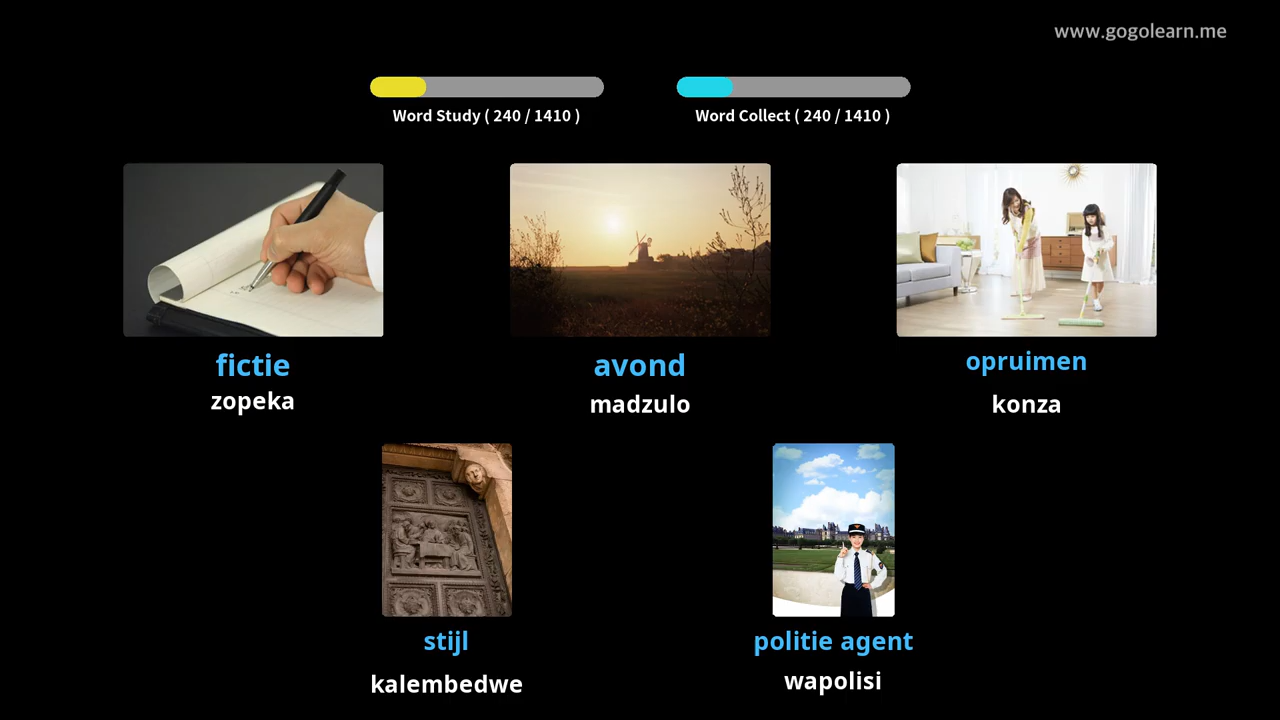 www.gogolearn.me
Word Study ( 240 / 1410 )
Word Collect ( 240 / 1410 )
fictie
zopeka
avond
madzulo
opruimen
konza
stijl
kalembedwe
politie agent
wapolisi